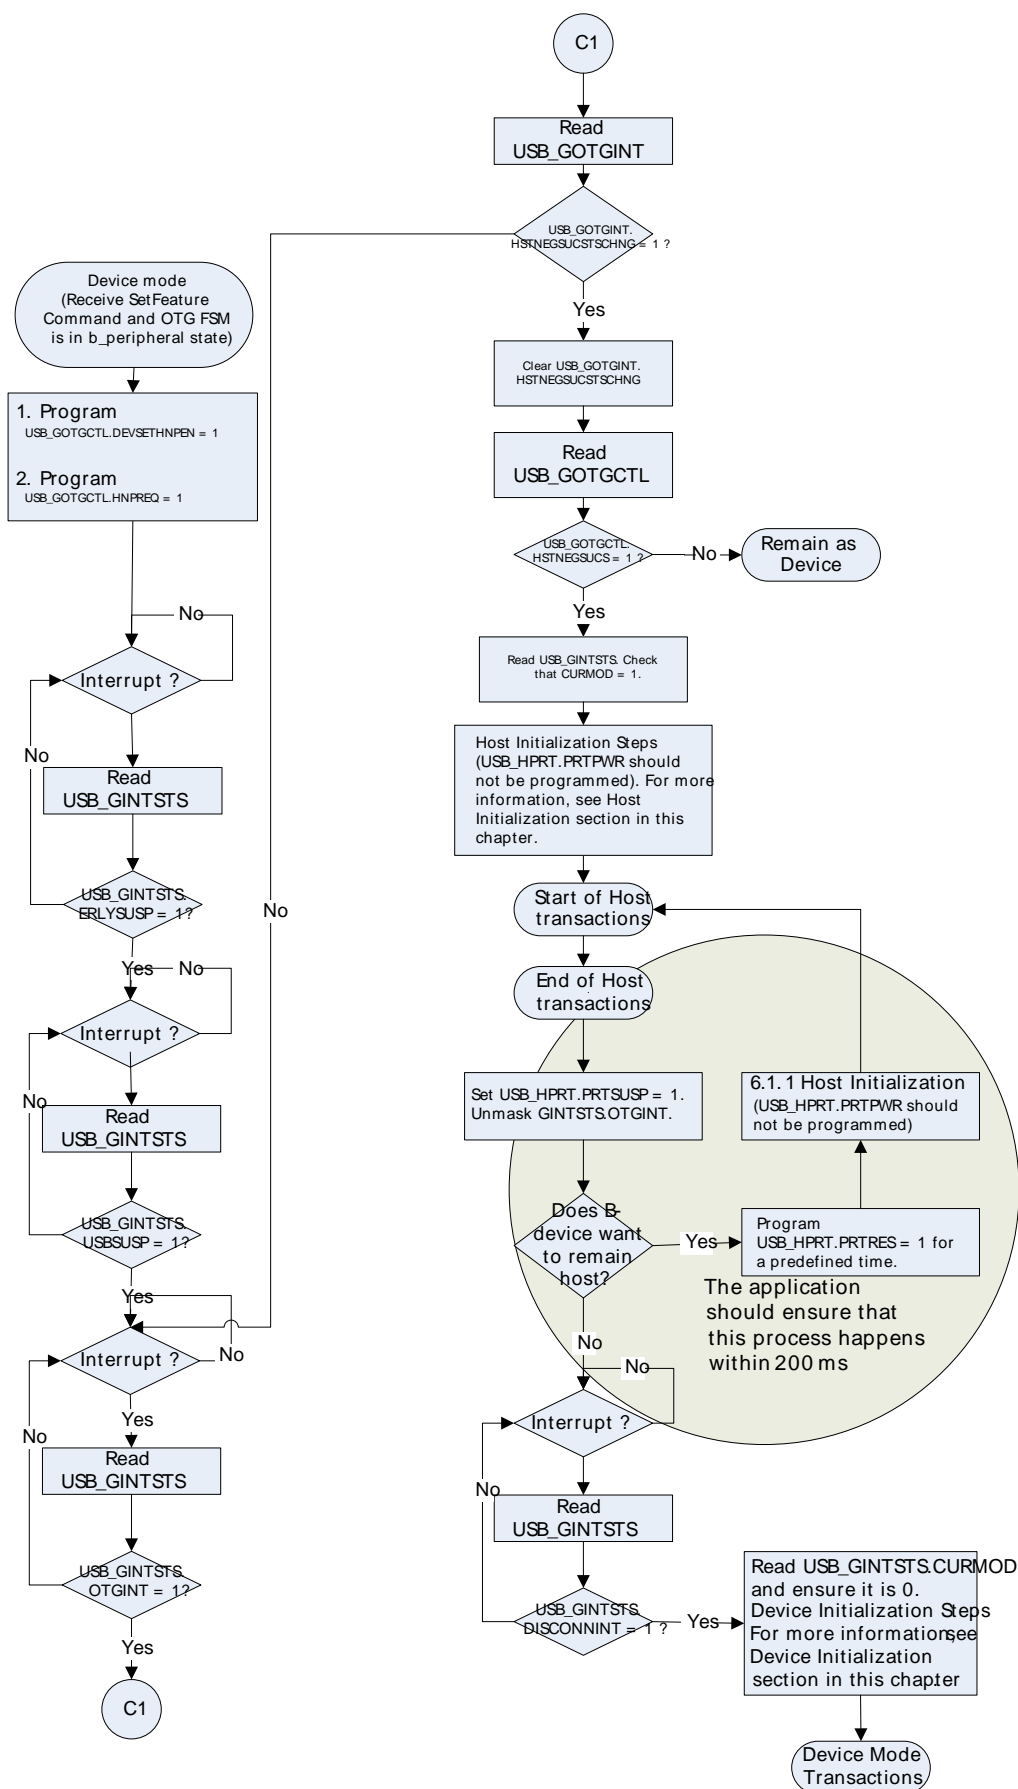 C1
Read
USB_GOTGINT
USB_GOTGINT.
HSTNEGSUCSTSCHNG = 1 ?
Yes
No
Clear USB_GOTGINT.
HSTNEGSUCSTSCHNG
Read
USB_GOTGCTL
USB_GOTGCTL.
HSTNEGSUCS = 1 ?
No
Remain as
Device
Yes
Read USB_GINTSTS. Check
that CURMOD = 1.
Host Initialization Steps
(USB_HPRT.PRTPWR should
not be programmed). For more
information, see Host
Initialization section in this
chapter.
Start of Host
transactions
End of Host
transactions
Set USB_HPRT.PRTSUSP = 1.
Unmask GINTSTS.OTGINT.
6.1.1 Host Initialization
(USB_HPRT.PRTPWR should
not be programmed)
Does B-
device want
to remain
host?
Yes
Program
USB_HPRT.PRTRES = 1 for
a predefined time.
The application
should ensure that
this process happens
within 200 ms
No
No
Interrupt ?
No
Read
USB_GINTSTS
USB_GINTSTS.
DISCONNINT = 1 ?
Yes
Read USB_GINTSTS.CURMOD
and ensure it is 0.
Device Initialization Steps
For more information, see
Device Initialization
section in this chapter
Device Mode
Transactions
Device mode
(Receive SetFeature
Command and OTG FSM
is in b_peripheral state)
1. Program
USB_GOTGCTL.DEVSETHNPEN = 1
2. Program
USB_GOTGCTL.HNPREQ = 1
No
Interrupt ?
No
Read
USB_GINTSTS
USB_GINTSTS.
ERLYSUSP = 1?
Yes
No
Interrupt ?
No
Read
USB_GINTSTS
USB_GINTSTS.
USBSUSP = 1?
Yes
Interrupt ?
No
Yes
No
Read
USB_GINTSTS
USB_GINTSTS.
OTGINT = 1?
Yes
C1